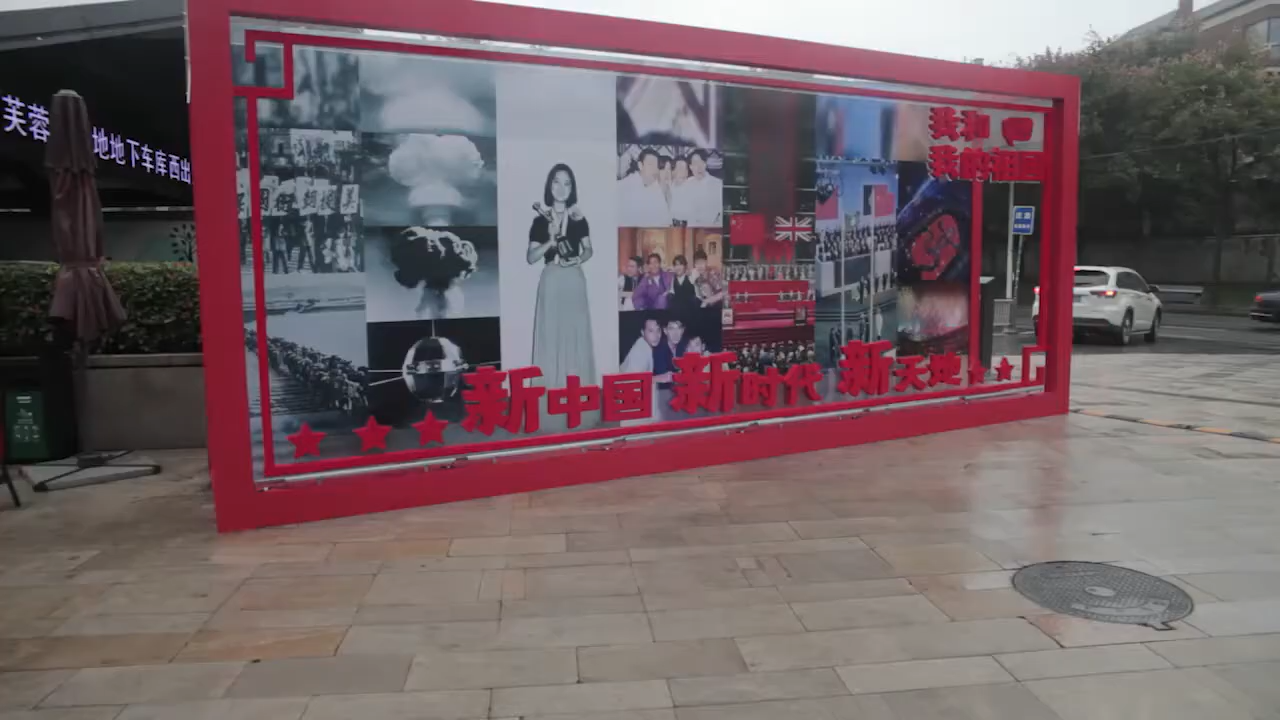 芙蓉
地地下车库西出
我和
我的祖国
新中国 新时代 新天地